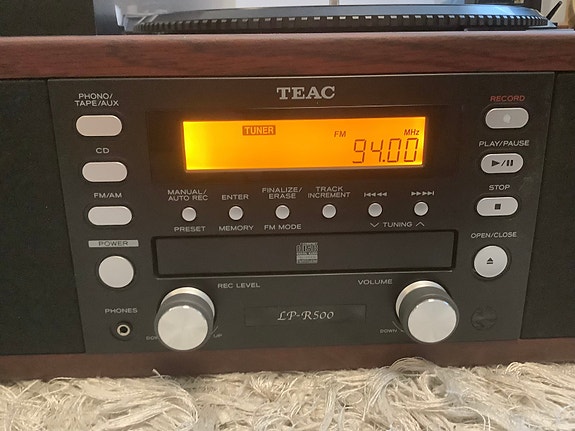 TEAC
PHONO/
TAPE/AUX
CD
FM/AM
POWER
PHONES
TUNER
FM
MHz
94.00
MANUAL/
AUTO REC
ENTER
FINALIZE/
ERASE
TRACK
INCREMENT
PRESET
MEMORY
FM MODE
TUNING
RECORD
PLAY/PAUSE
STOP
OPEN/CLOSE
REC LEVEL
VOLUME
LP-R500
UP
DOWN